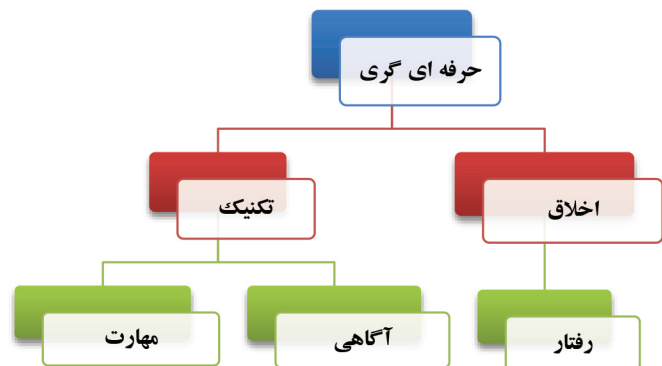 حرفه ای گری
اخلاق
تکنیک
رفتار
آگاهی
مهارت